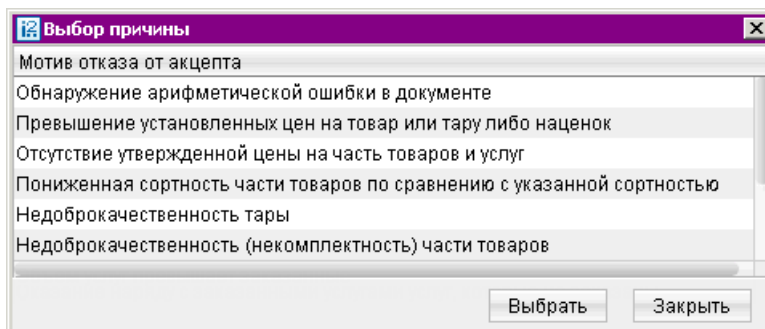 Выбор причины
Мотив отказа от акцепта
Обнаружение арифметической ошибки в документе
Превышение установленных цен на товар или тару либо наценок
Отсутствие утвержденной цены на часть товаров и услуг
Пониженная сортность части товаров по сравнению с указанной сортностью
Недоброкачественность тары
Недоброкачественность (некомплектность) части товаров
Выбрать Закрыть